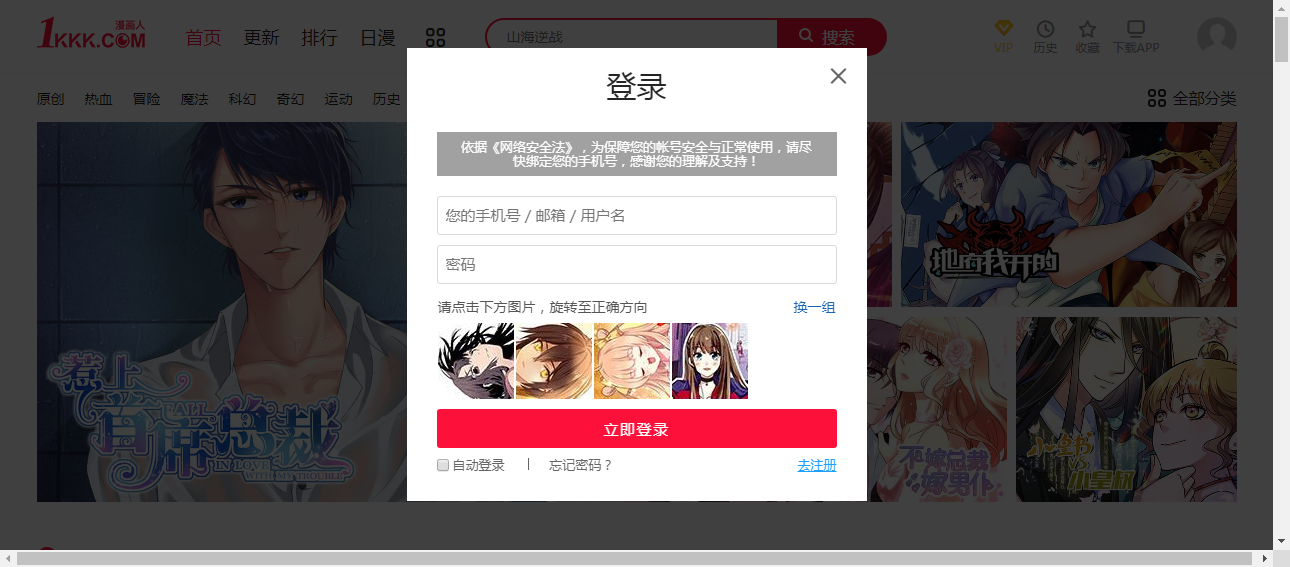 漫画人
1KKK.COM
首页 更新 排行 日漫
山海逆战
搜索
VIP 历史 收藏 下载APP
原创 热血 冒险 魔法 科幻 奇幻 运动 历史
全部分类
登录
依据《网络安全法》，为保障您的帐号安全与正常使用，请尽
快绑定您的手机号，感谢您的理解及支持！
您的手机号 / 邮箱 / 用户名
密码
请点击下方图片，旋转至正确方向 换一组
立即登录
自动登录 | 忘记密码？ 去注册
惹上
首席总裁
FALL
IN LOVE
WITH MY TROUBLE
地府我开的
不嫁总裁
嫁男仆
小皇叔